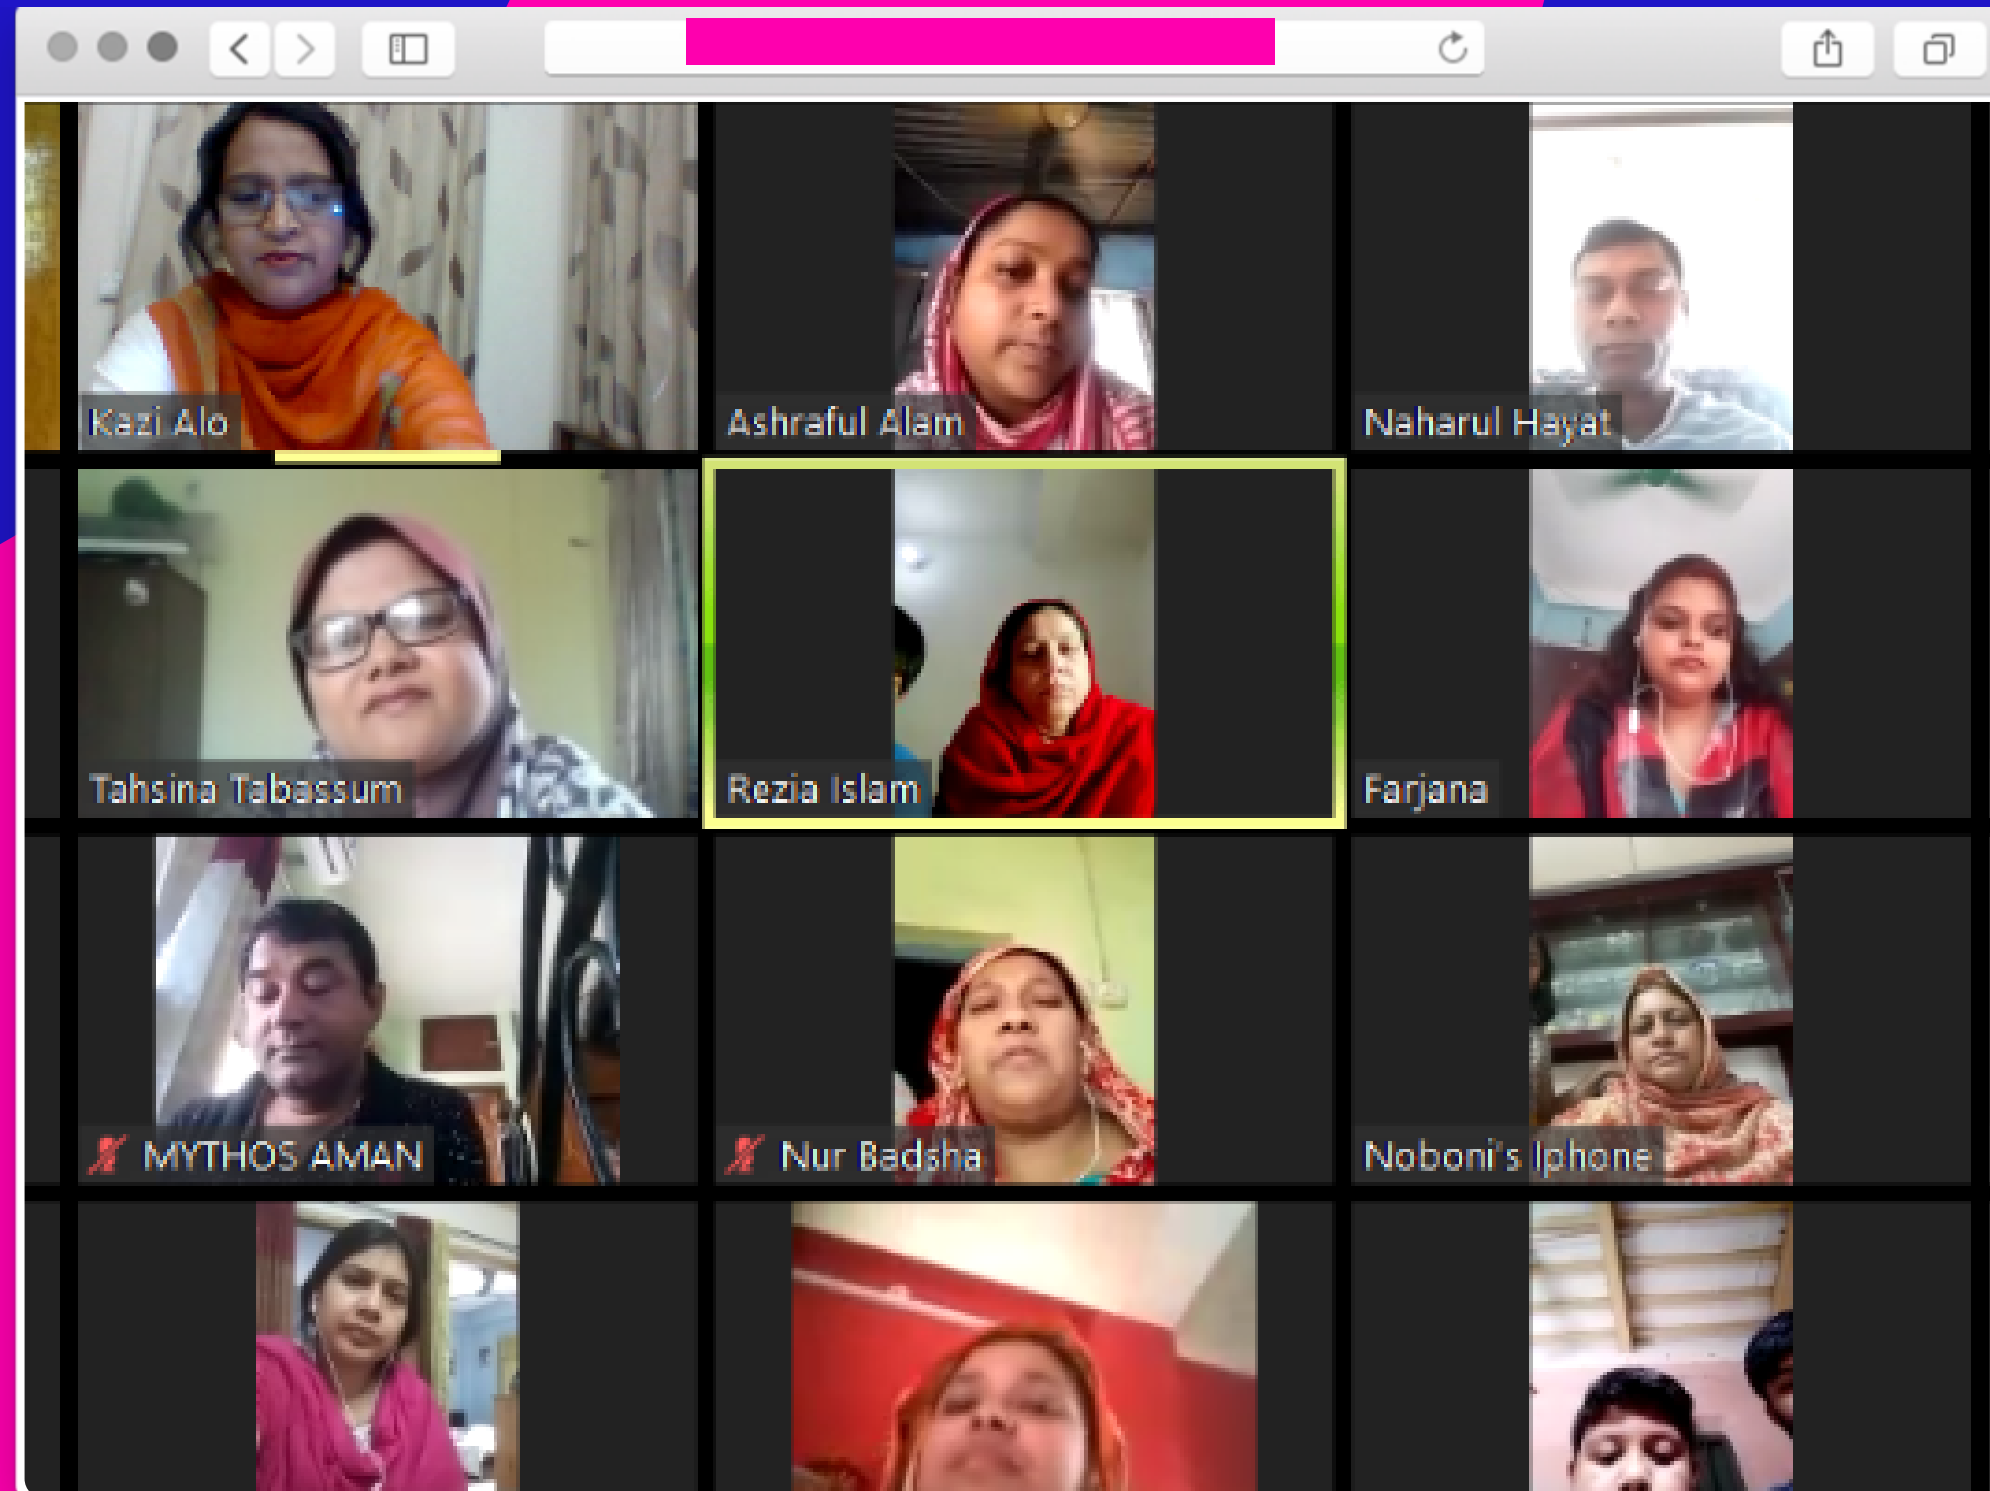 Kazi Alo
Ashraful Alam
Naharul Hayat
Tahsina Tabassum
Rezia Islam
Farjana
MYTHOS AMAN
Nur Badsha
Noboni's Iphone